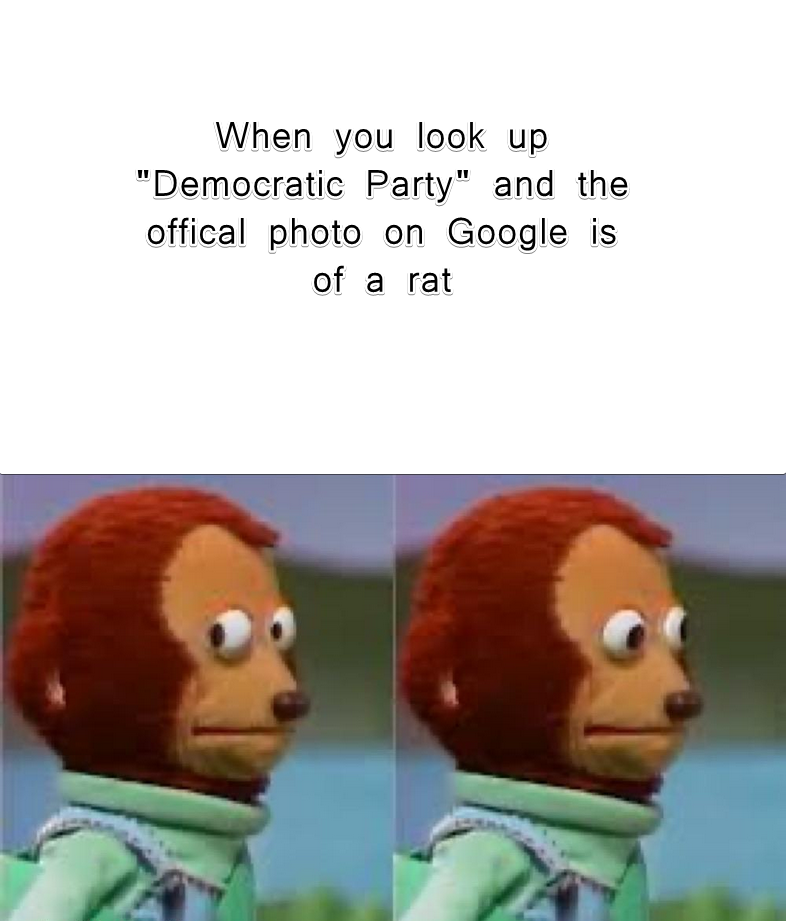 When you look up
"Democratic Party" and the
offical photo on Google is
of a rat